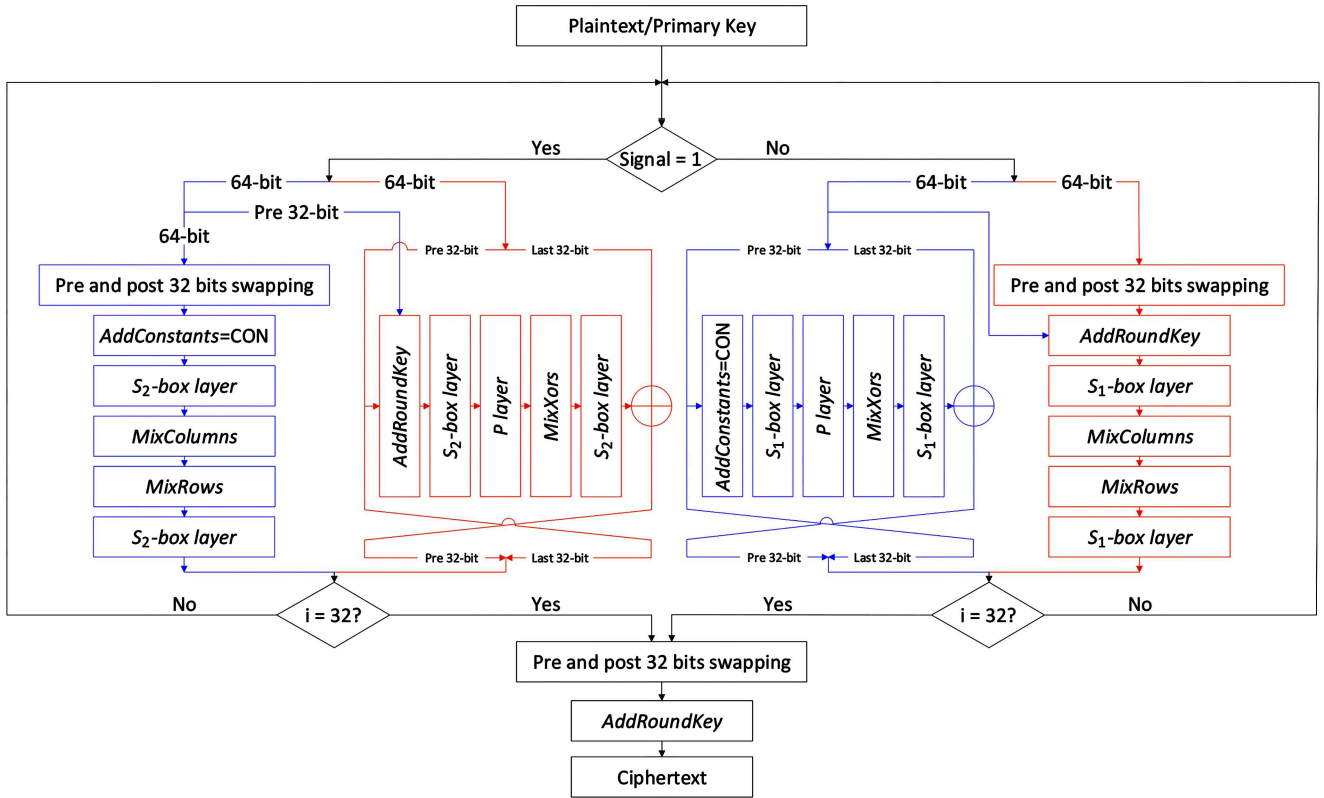 Plaintext/Primary Key
Signal = 1
Yes
No
64-bit
64-bit
Pre 32-bit
64-bit
Pre and post 32 bits swapping
AddConstants=CON
S₂-box layer
MixColumns
MixRows
S₂-box layer
Pre 32-bit
Last 32-bit
AddRoundKey
S₂-box layer
P layer
MixXors
S₂-box layer
Pre 32-bit
Last 32-bit
64-bit
64-bit
Pre 32-bit
Last 32-bit
AddConstants=CON
S₁-box layer
P layer
MixXors
S₁-box layer
Pre 32-bit
Last 32-bit
Pre and post 32 bits swapping
AddRoundKey
S₁-box layer
MixColumns
MixRows
S₁-box layer
No
i = 32?
Yes
Yes
i = 32?
No
Pre and post 32 bits swapping
AddRoundKey
Ciphertext